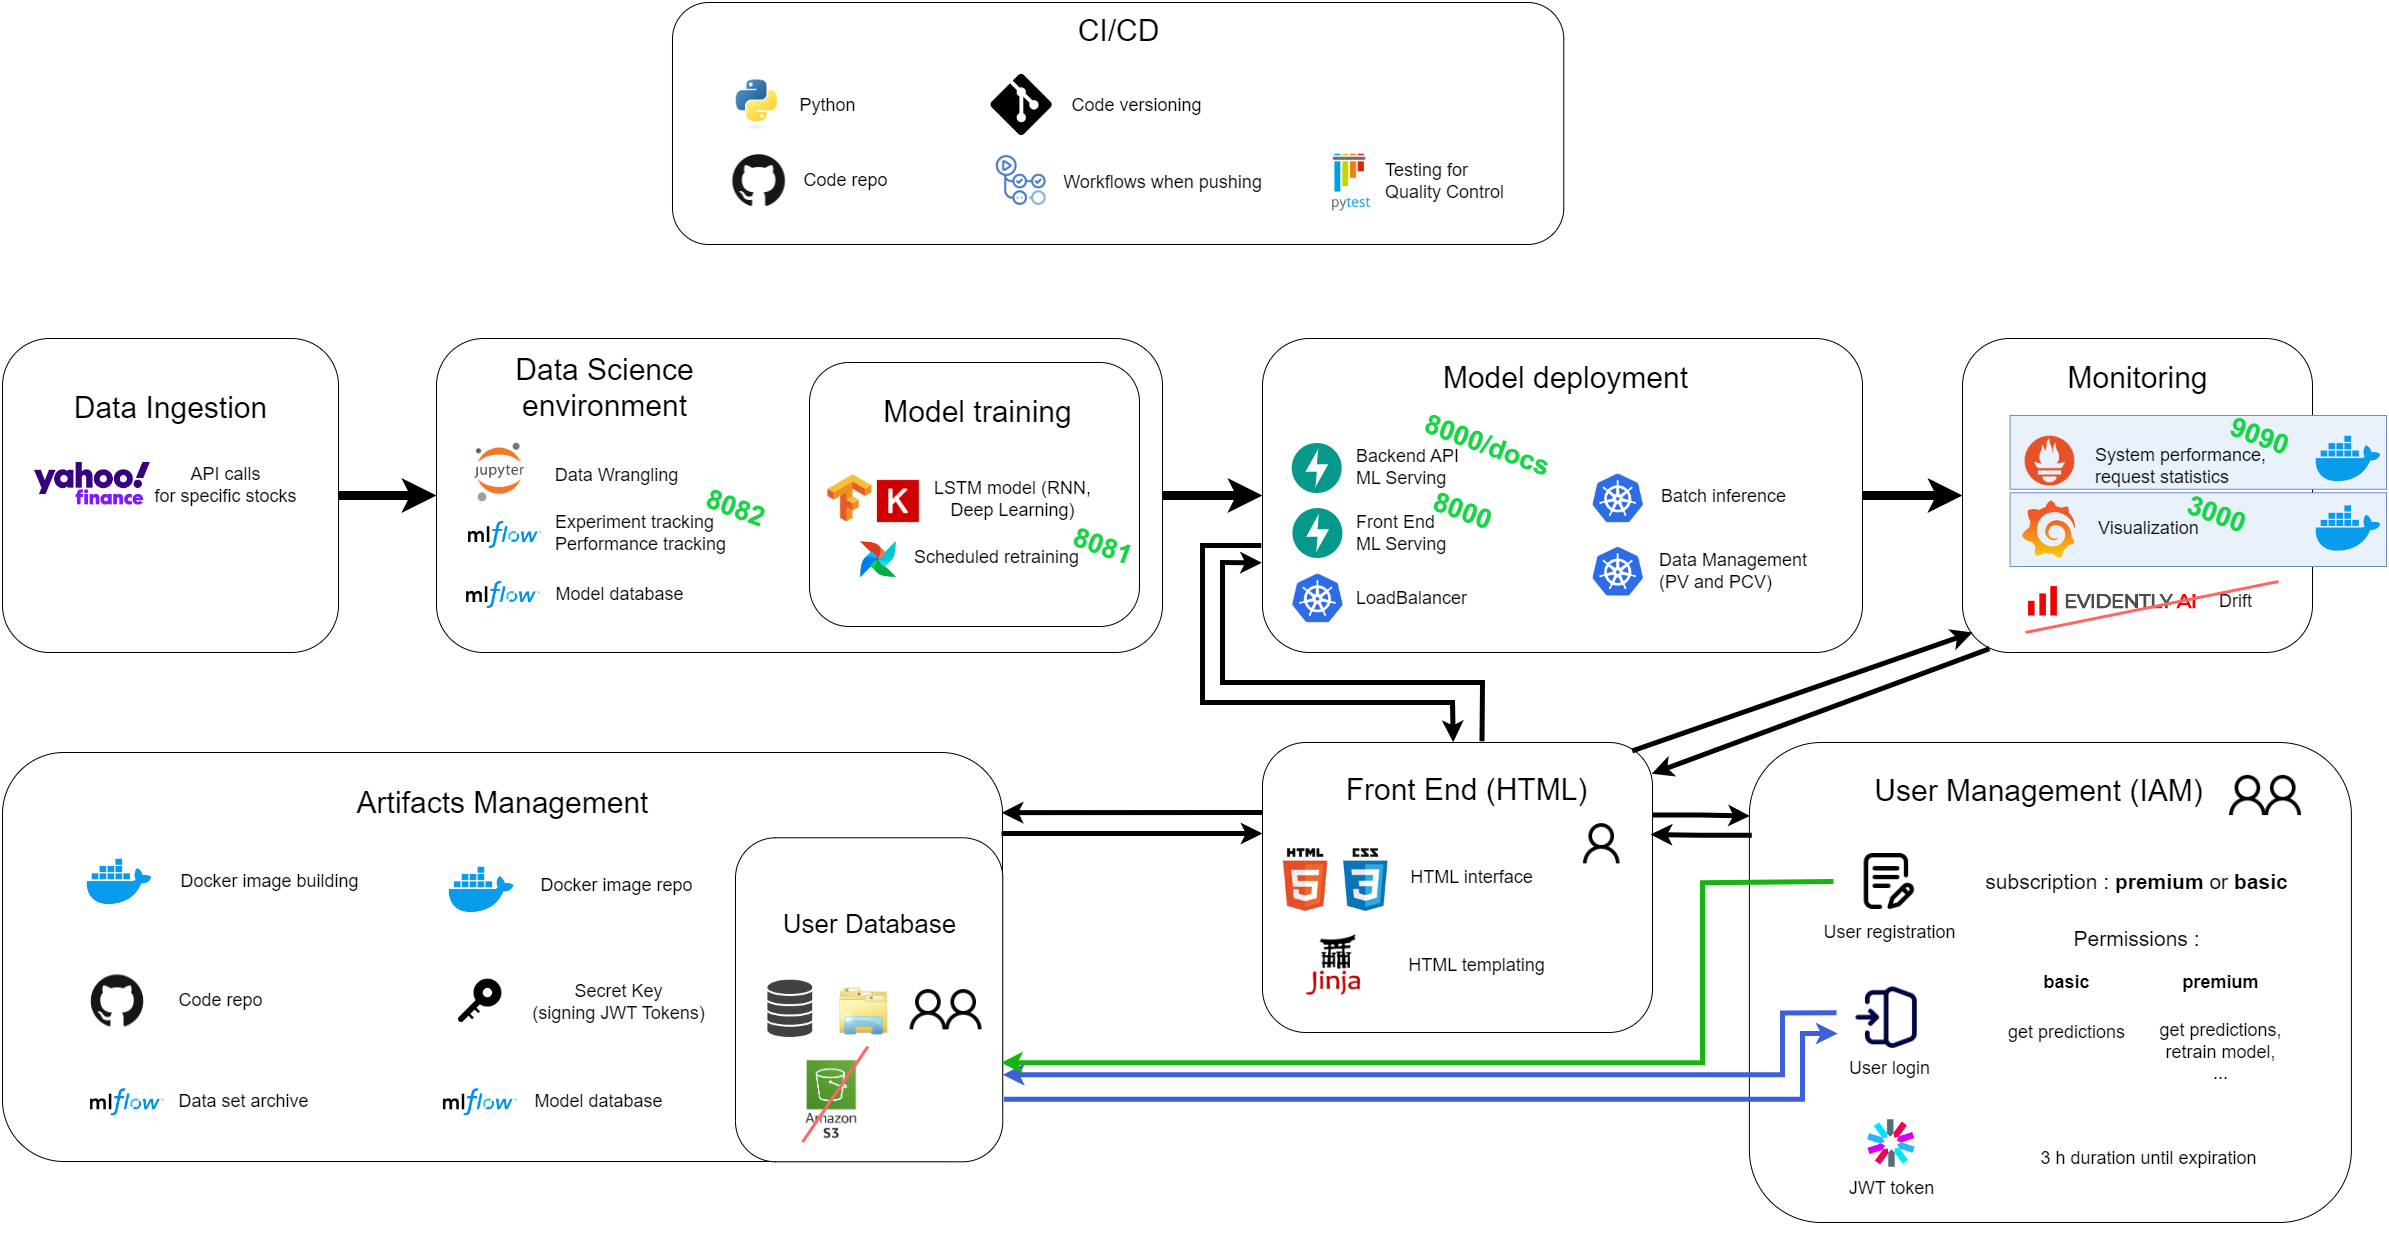 CI/CD
Python
Code versioning
Code repo
Workflows when pushing
pytest
Testing for
Quality Control
Data Ingestion
yahoo!
finance
API calls
for specific stocks
Data Science
environment
jupyter
Data Wrangling
8082
mlflow
Experiment tracking
Performance tracking
mlflow
Model database
Model training
K
LSTM model (RNN,
Deep Learning)
8081
Scheduled retraining
Model deployment
8000/docs
Backend API
ML Serving
8000
Front End
ML Serving
LoadBalancer
Batch inference
Data Management
(PV and PCV)
Monitoring
9090
System performance,
request statistics
3000
Visualization
EVIDENTLY AI
Drift
Artifacts Management
Docker image building
Docker image repo
Code repo
Secret Key
(signing JWT Tokens)
mlflow
Data set archive
mlflow
Model database
User Database
Amazon
S3
Front End (HTML)
HTML
5
CSS
3
HTML interface
Jinja
HTML templating
User Management (IAM)
User registration
subscription : premium or basic
Permissions :
basic
premium
get predictions
get predictions,
retrain model,
...
User login
JWT token
3 h duration until expiration